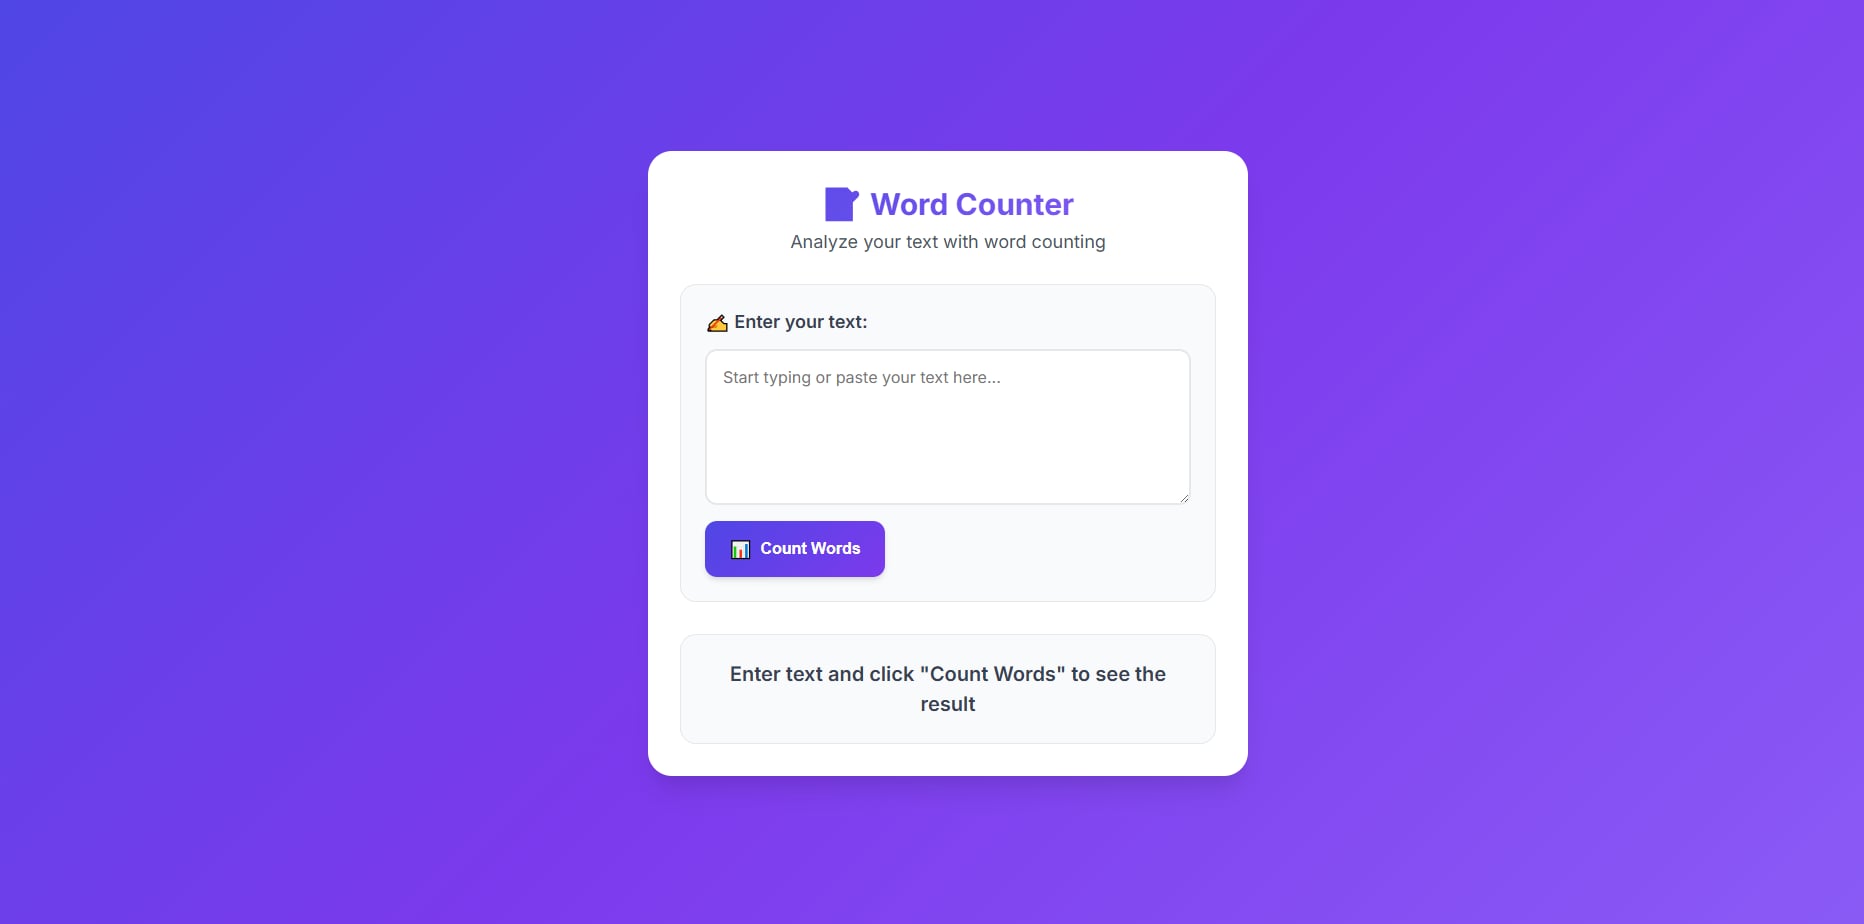 Word Counter
Analyze your text with word counting
Enter your text:
Start typing or paste your text here...
Count Words
Enter text and click "Count Words" to see the
result